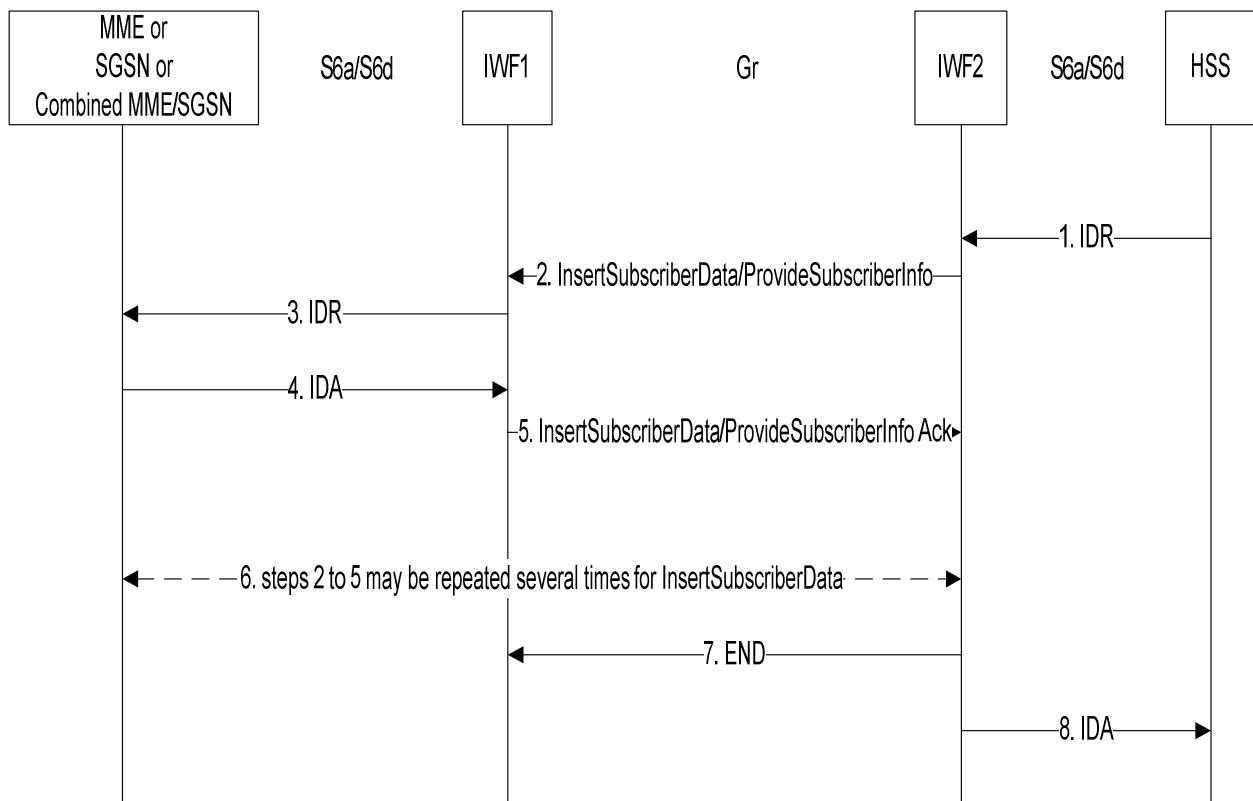 MME or
SGSN or
Combined MME/SGSN
S6a/S6d
IWF1
Gr
IWF2
S6a/S6d
HSS
1. IDR
2. InsertSubscriberData/ProvideSubscriberInfo
3. IDR
4. IDA
5. InsertSubscriberData/ProvideSubscriberInfo Ack
6. steps 2 to 5 may be repeated several times for InsertSubscriberData
7. END
8. IDA